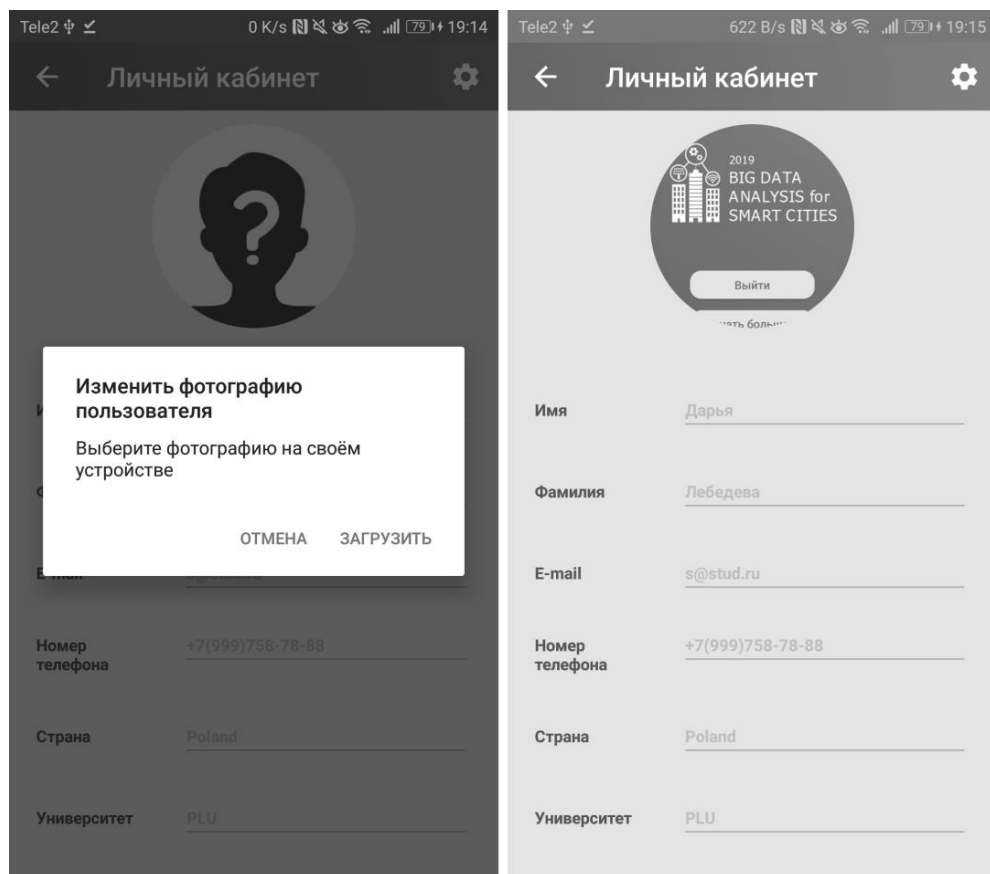 Tele2 0 K/s 79 19:14
Личный кабинет
?
Изменить фотографию
пользователя
Выберите фотографию на своём
устройстве
ОТМЕНА ЗАГРУЗИТЬ
Номер
телефона
+7(999)758-78-88
Страна Poland
Университет PLU
Tele2 622 B/s 79 19:15
Личный кабинет
2019
BIG DATA
ANALYSIS for
SMART CITIES
Выйти
Имя Дарья
Фамилия Лебедева
E-mail s@stud.ru
Номер
телефона
+7(999)758-78-88
Страна Poland
Университет PLU